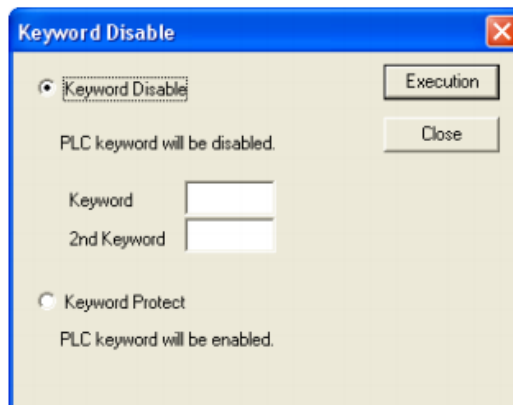 Keyword Disable
Keyword Disable
Execution
PLC keyword will be disabled.
Close
Keyword
2nd Keyword
Keyword Protect
PLC keyword will be enabled.